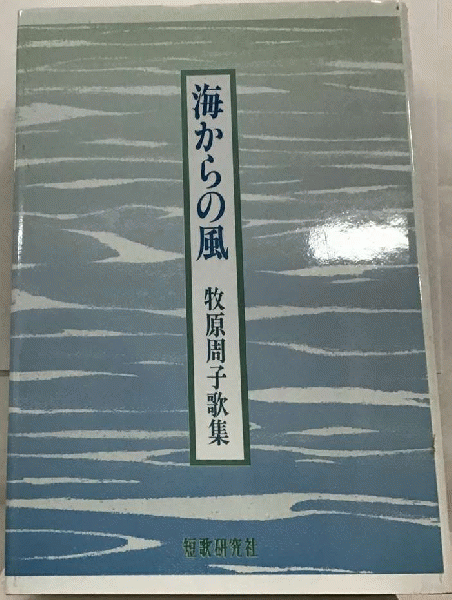 海からの風
牧原周子歌集
短歌研究社